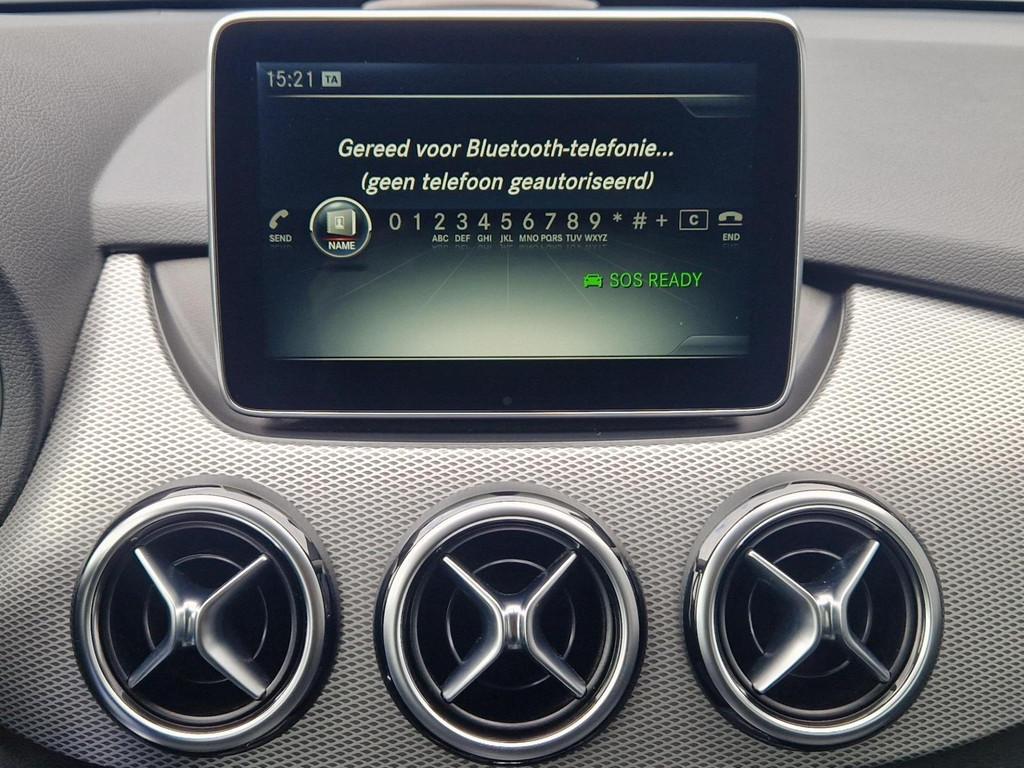 15:21 TA
Gereed voor Bluetooth-telefonie...
(geen telefoon geautoriseerd)
0 1 2 3 4 5 6 7 8 9 * # + C
SEND NAME ABC DEF GHI JKL MNO PQRS TUV WXYZ END
SOS READY